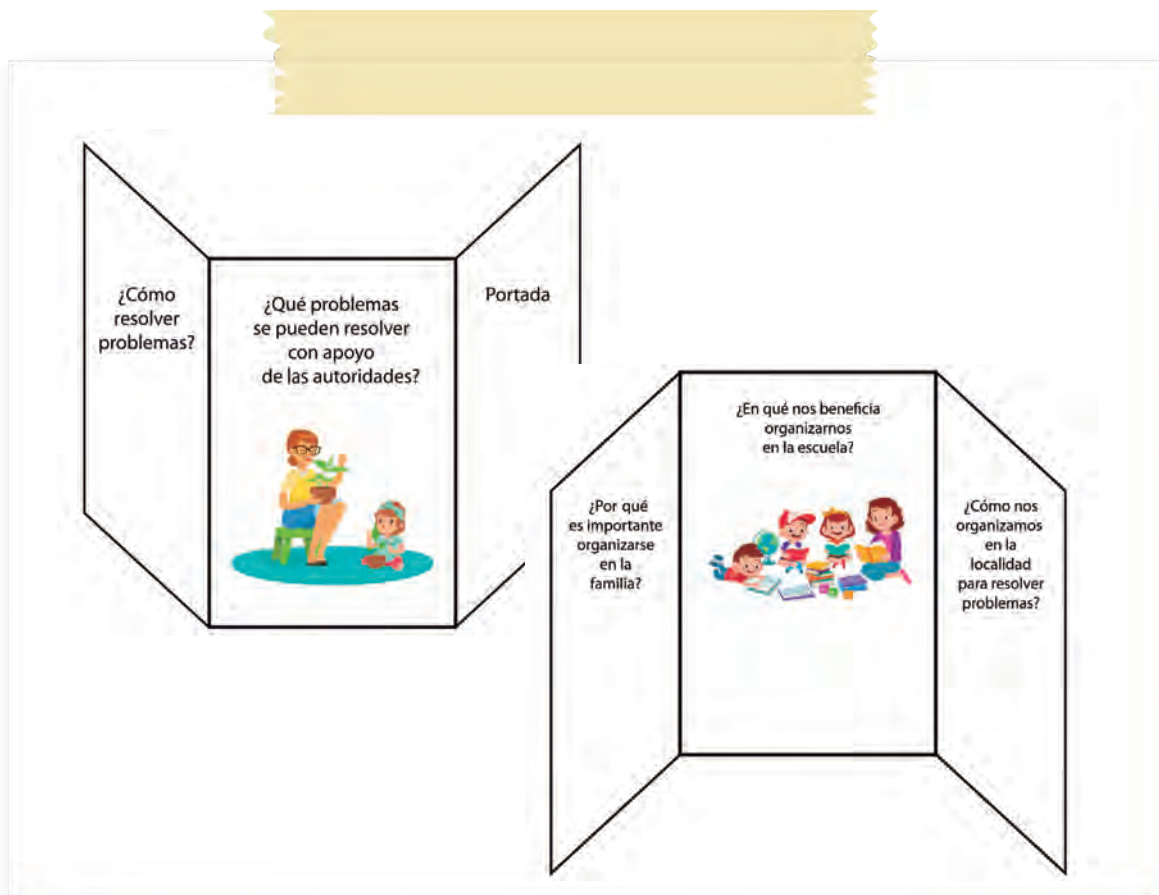 ¿Cómo
resolver
problemas?
¿Qué problemas
se pueden resolver
con apoyo
de las autoridades?
Portada
¿Por qué
es importante
organizarse
en la
familia?
¿En qué nos beneficia
organizarnos
en la escuela?
¿Cómo nos
organizamos
en la
localidad
para resolver
problemas?